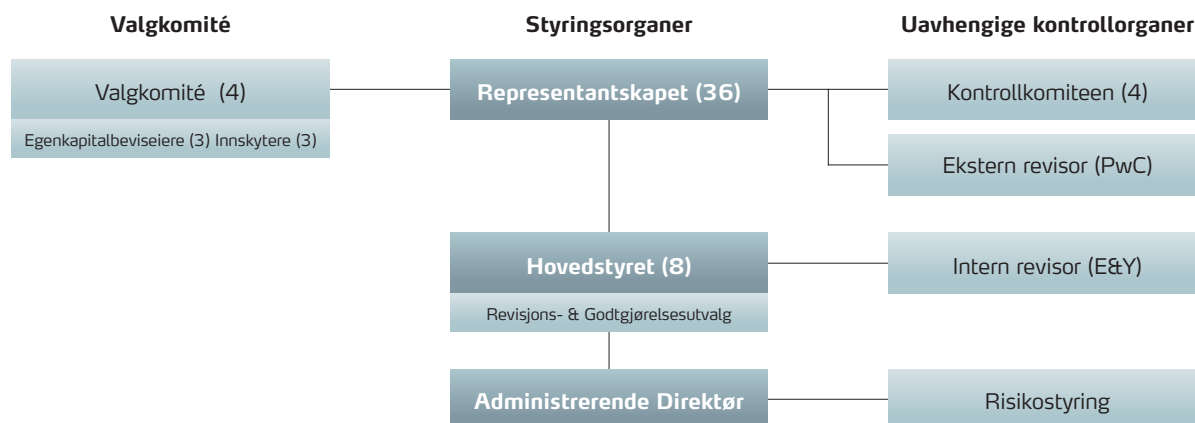 Valgkomité
Styringsorganer
Uavhengige kontrollorganer
Valgkomité (4)
Egenkapitalbeviseiere (3) Innskytere (3)
Representantskapet (36)
Kontrollkomiteen (4)
Ekstern revisor (PwC)
Hovedstyret (8)
Revisjons- & Godtgjørelsesutvalg
Intern revisor (E&Y)
Administrerende Direktør
Risikostyring